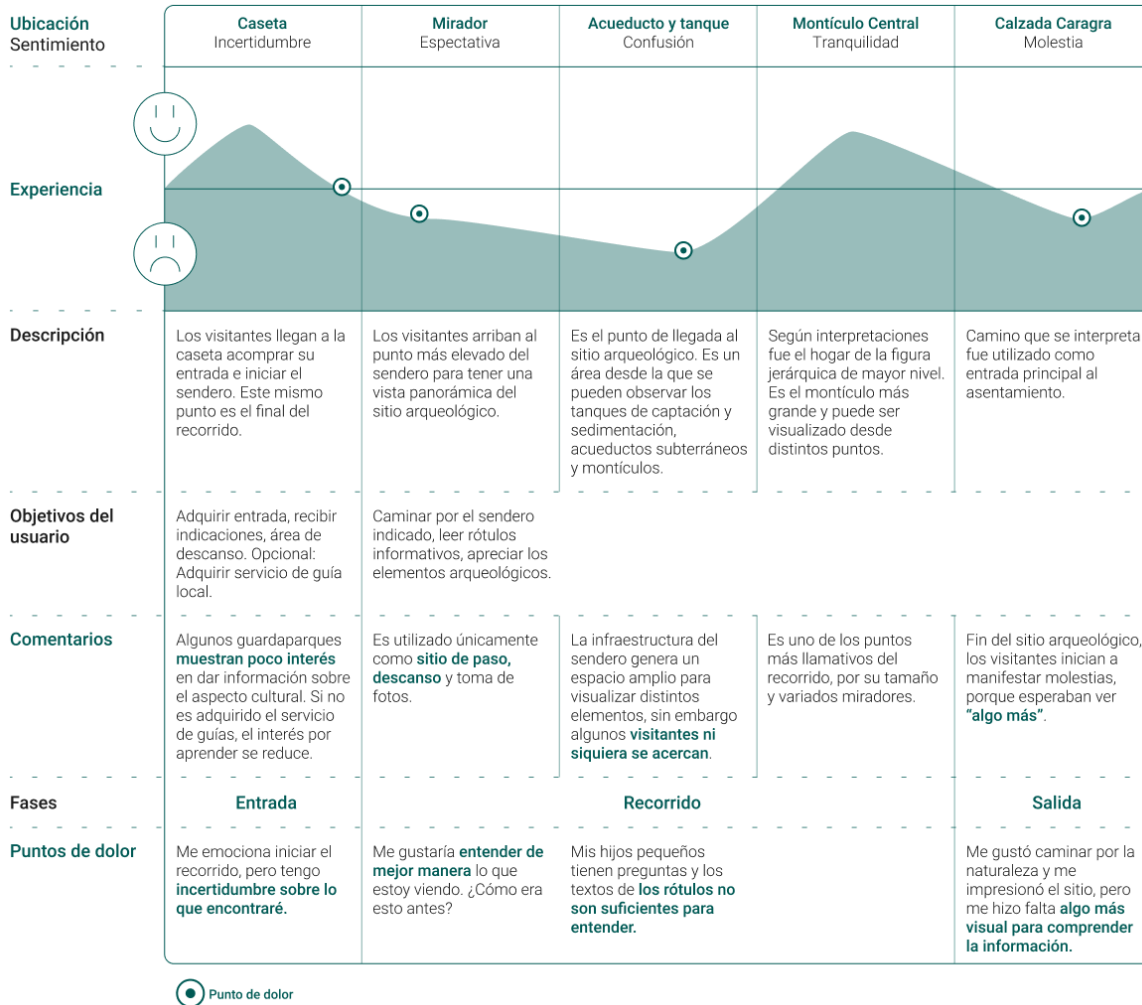 Ubicación
Sentimiento
Caseta
Incertidumbre
Mirador
Espectativa
Acueducto y tanque
Confusión
Montículo Central
Tranquilidad
Calzada Caragra
Molestia
Experiencia
Descripción
Los visitantes llegan a la
caseta acomprar su
entrada e iniciar el
sendero. Este mismo
punto es el final del
recorrido.
Los visitantes arriban al
punto más elevado del
sendero para tener una
vista panorámica del
sitio arqueológico.
Es el punto de llegada al
sitio arqueológico. Es un
área desde la que se
pueden observar los
tanques de captación y
sedimentación,
acueductos subterráneos
y montículos.
Según interpretaciones
fue el hogar de la figura
jerárquica de mayor nivel.
Es el montículo más
grande y puede ser
visualizado desde
distintos puntos.
Camino que se interpreta
fue utilizado como
entrada principal al
asentamiento.
Objetivos del
usuario
Adquirir entrada, recibir
indicaciones, área de
descanso. Opcional:
Adquirir servicio de guía
local.
Caminar por el sendero
indicado, leer rótulos
informativos, apreciar los
elementos arqueológicos.
Comentarios
Algunos guardaparques
muestran poco interés
en dar información sobre
el aspecto cultural. Si no
es adquirido el servicio
de guías, el interés por
aprender se reduce.
Es utilizado únicamente
como sitio de paso,
descanso y toma de
fotos.
La infraestructura del
sendero genera un
espacio amplio para
visualizar distintos
elementos, sin embargo
algunos visitantes ni
siquiera se acercan.
Es uno de los puntos
más llamativos del
recorrido, por su tamaño
y variados miradores.
Fin del sitio arqueológico,
los visitantes inician a
manifestar molestias,
porque esperaban ver
“algo más”.
Fases
Entrada
Recorrido
Salida
Puntos de dolor
Me emociona iniciar el
recorrido, pero tengo
incertidumbre sobre lo
que encontraré.
Me gustaría entender de
mejor manera lo que
estoy viendo. ¿Cómo era
esto antes?
Mis hijos pequeños
tienen preguntas y los
textos de los rótulos no
son suficientes para
entender.
Me gustó caminar por la
naturaleza y me
impresionó el sitio, pero
me hizo falta algo más
visual para comprender
la información.
Punto de dolor